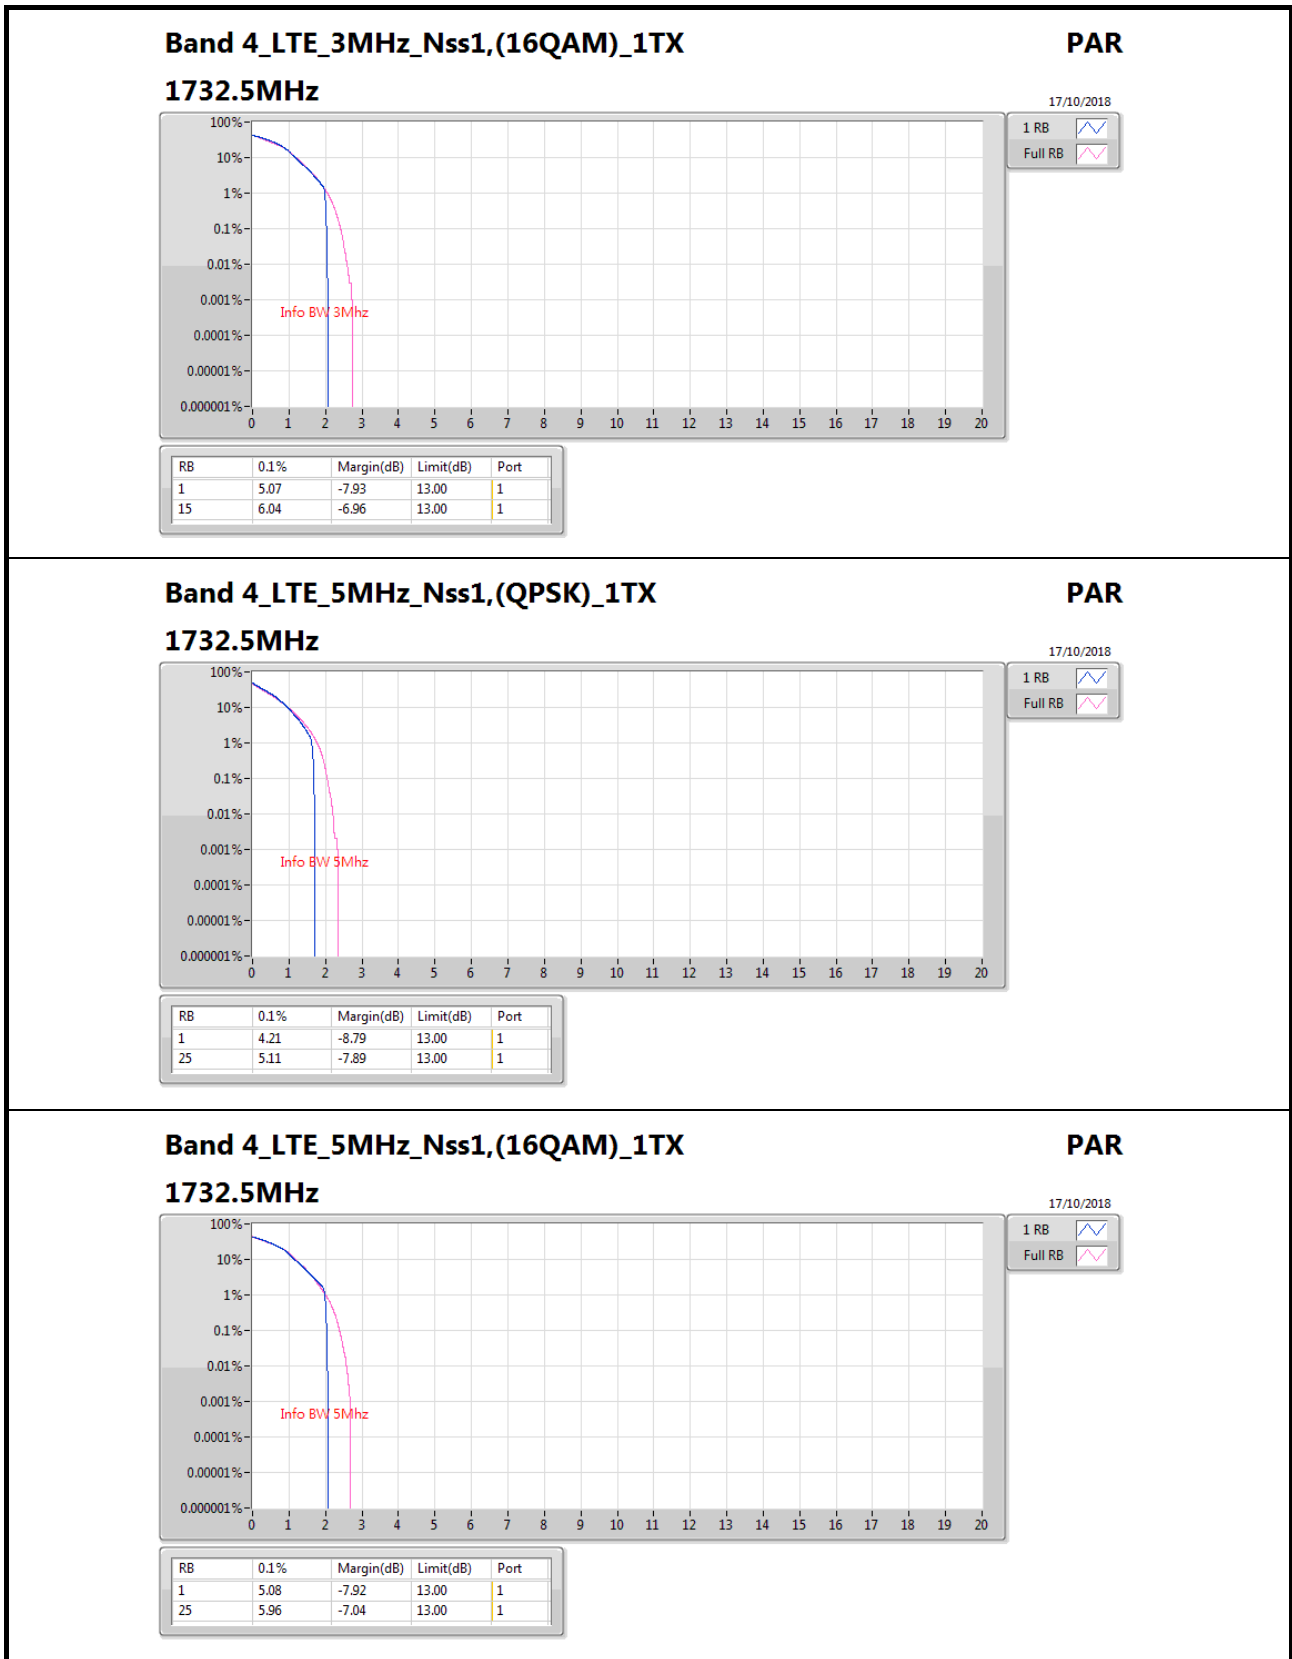 Band 4_LTE_3MHz_Nss1,(16QAM)_1TX PAR
1732.5MHz
17/10/2018
1 RB
Full RB
100%
10%
1%
0.1%
0.01%
0.001%
0.0001%
0.00001%
0.000001%
Info BW 3Mhz
0 1 2 3 4 5 6 7 8 9 10 11 12 13 14 15 16 17 18 19 20
RB 0.1% Margin(dB) Limit(dB) Port
1 5.07 -7.93 13.00 1
15 6.04 -6.96 13.00 1
Band 4_LTE_5MHz_Nss1,(QPSK)_1TX PAR
1732.5MHz
17/10/2018
1 RB
Full RB
100%
10%
1%
0.1%
0.01%
0.001%
0.0001%
0.00001%
0.000001%
Info BW 5Mhz
0 1 2 3 4 5 6 7 8 9 10 11 12 13 14 15 16 17 18 19 20
RB 0.1% Margin(dB) Limit(dB) Port
1 4.21 -8.79 13.00 1
25 5.11 -7.89 13.00 1
Band 4_LTE_5MHz_Nss1,(16QAM)_1TX PAR
1732.5MHz
17/10/2018
1 RB
Full RB
100%
10%
1%
0.1%
0.01%
0.001%
0.0001%
0.00001%
0.000001%
Info BW 5Mhz
0 1 2 3 4 5 6 7 8 9 10 11 12 13 14 15 16 17 18 19 20
RB 0.1% Margin(dB) Limit(dB) Port
1 5.08 -7.92 13.00 1
25 5.96 -7.04 13.00 1